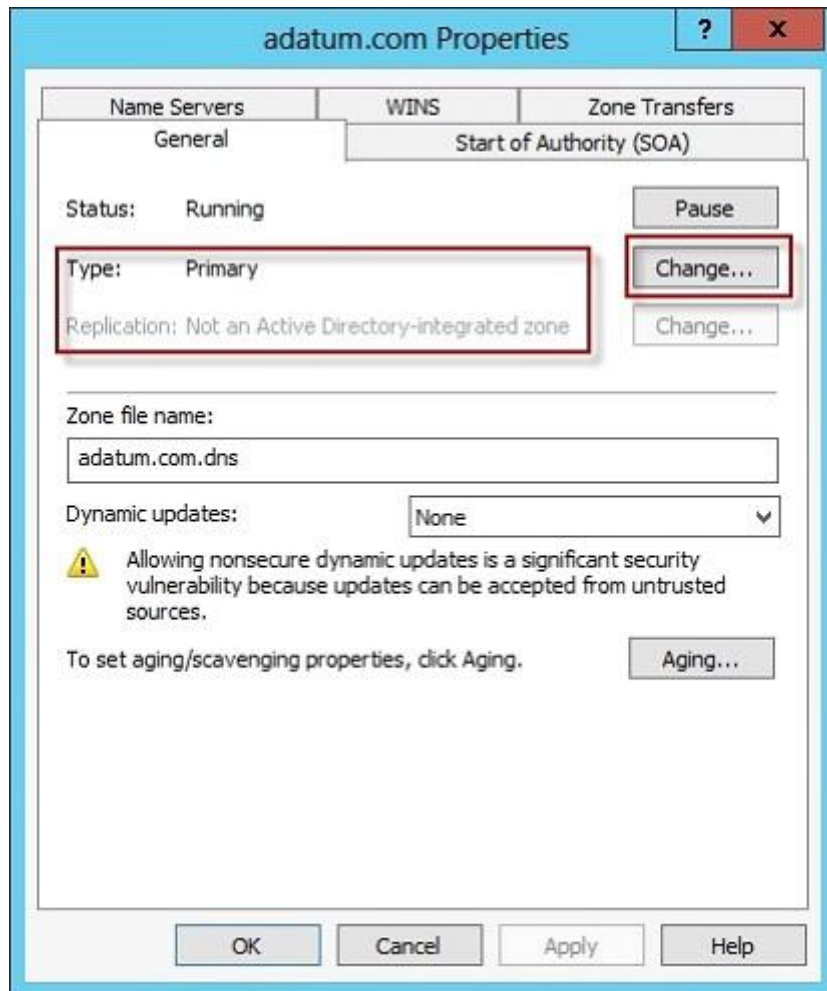 adatum.com Properties
? x
Name Servers WINS Zone Transfers
General Start of Authority (SOA)
Status: Running Pause
Type: Primary Change...
Replication: Not an Active Directory-integrated zone Change...
Zone file name:
adatum.com.dns
Dynamic updates: None
Allowing nonsecure dynamic updates is a significant security
vulnerability because updates can be accepted from untrusted
sources.
To set aging/scavenging properties, click Aging. Aging...
OK Cancel Apply Help